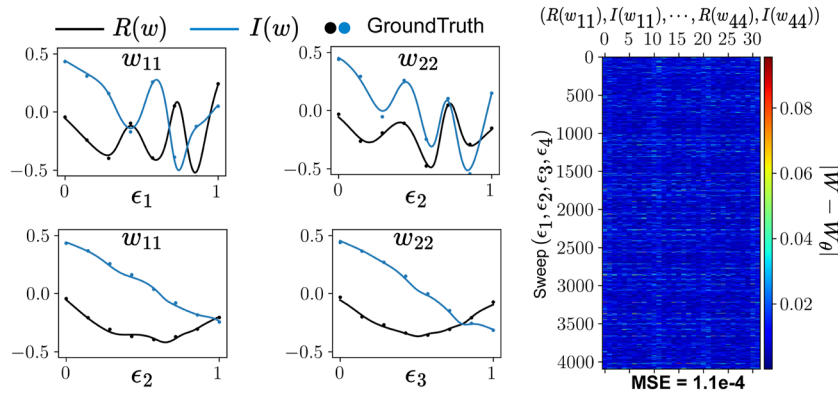 R(w) I(w) GroundTruth
w11
0.5
0.0
−0.5
0 1
ϵ1
w22
0.5
0.0
−0.5
0 1
ϵ2
w11
0.5
0.0
−0.5
0 1
ϵ2
w22
0.5
0.0
−0.5
0 1
ϵ3
(R(w11), I(w11), ⋯, R(w44), I(w44))
0 5 10 15 20 25 30
0
500
1000
1500
2000
2500
3000
3500
4000
Sweep (ϵ1, ϵ2, ϵ3, ϵ4)
MSE = 1.1e-4
0.08
0.06
0.04
0.02
|W − Wθ|